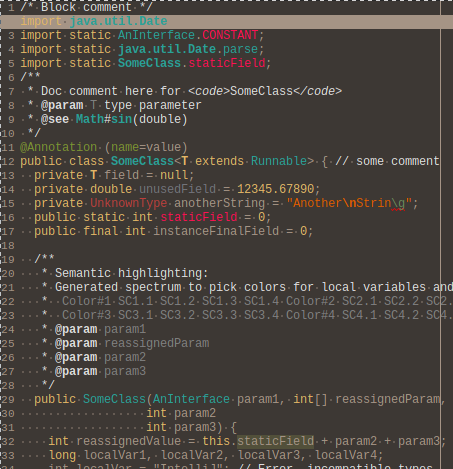 1 /* Block comment */
import java.util.Date
3 import static AnInterface.CONSTANT;
4 import static java.util.Date.parse;
5 import static SomeClass.staticField;
6 /**
7 * Doc comment here for <code>SomeClass</code>
8 * @param T type parameter
9 * @see Math#sin(double)
10 */
11 @Annotation (name=value)
12 public class SomeClass<T extends Runnable> { // some comment
13 private T field = null;
14 private double unusedField = 12345.67890;
15 private UnknownType anotherString = "Another\nStrin\g";
16 public static int staticField = 0;
17 public final int instanceFinalField = 0;
18
19 /**
20 * Semantic highlighting:
21 * Generated spectrum to pick colors for local variables and
22 * Color#1 SC1.1 SC1.2 SC1.3 SC1.4 Color#2 SC2.1 SC2.2 SC2.
23 * Color#3 SC3.1 SC3.2 SC3.3 SC3.4 Color#4 SC4.1 SC4.2 SC4.
24 * @param param1
25 * @param reassignedParam
26 * @param param2
27 * @param param3
28 */
29 public SomeClass(AnInterface param1, int[] reassignedParam,
30 int param2
31 int param3) {
32 int reassignedValue = this.staticField + param2 + param3;
33 long localVar1, localVar2, localVar3, localVar4;
34 int localVar = "IntelliJ"; // Error, incompatible types